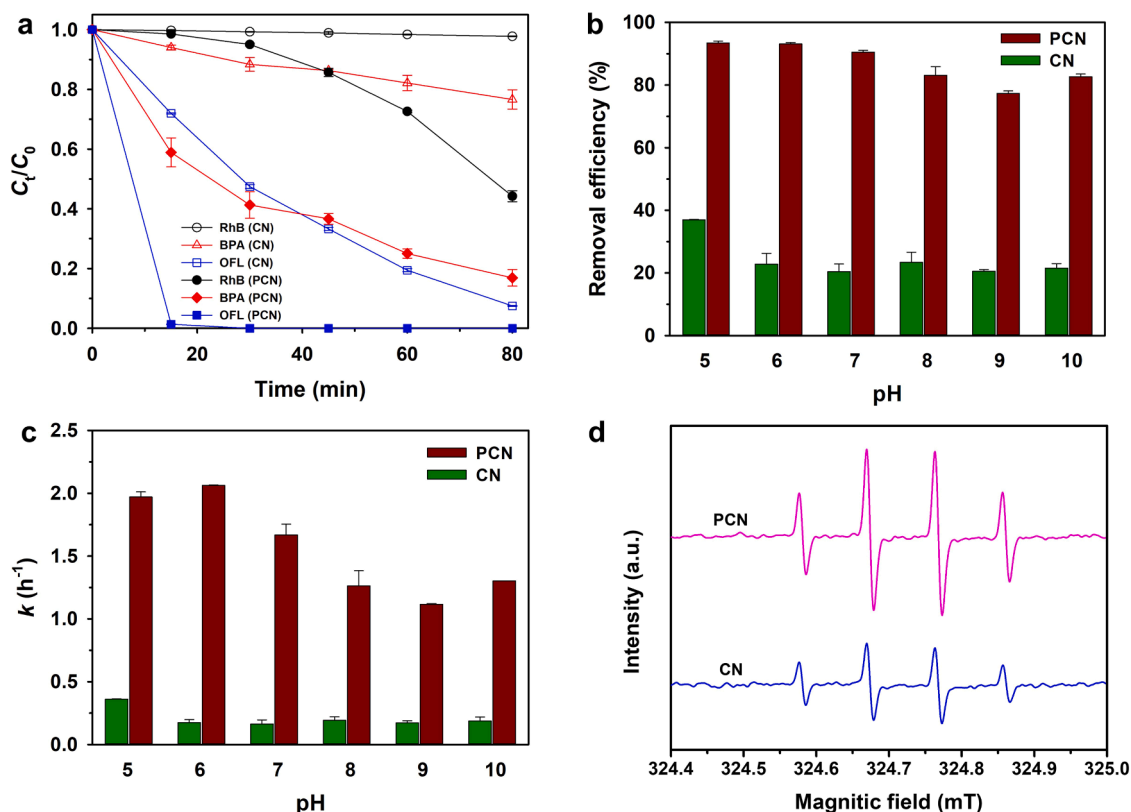 a
C_t/C_0
1.0
0.8
0.6
0.4
0.2
0.0
RhB (CN)
BPA (CN)
OFL (CN)
RhB (PCN)
BPA (PCN)
OFL (PCN)
0 20 40 60 80
Time (min)
b
Removal efficiency (%)
100
80
60
40
20
0
PCN
CN
5 6 7 8 9 10
pH
c
k (h⁻¹)
2.5
2.0
1.5
1.0
0.5
0.0
PCN
CN
5 6 7 8 9 10
pH
d
Intensity (a.u.)
PCN
CN
324.4 324.5 324.6 324.7 324.8 324.9 325.0
Magnitic field (mT)